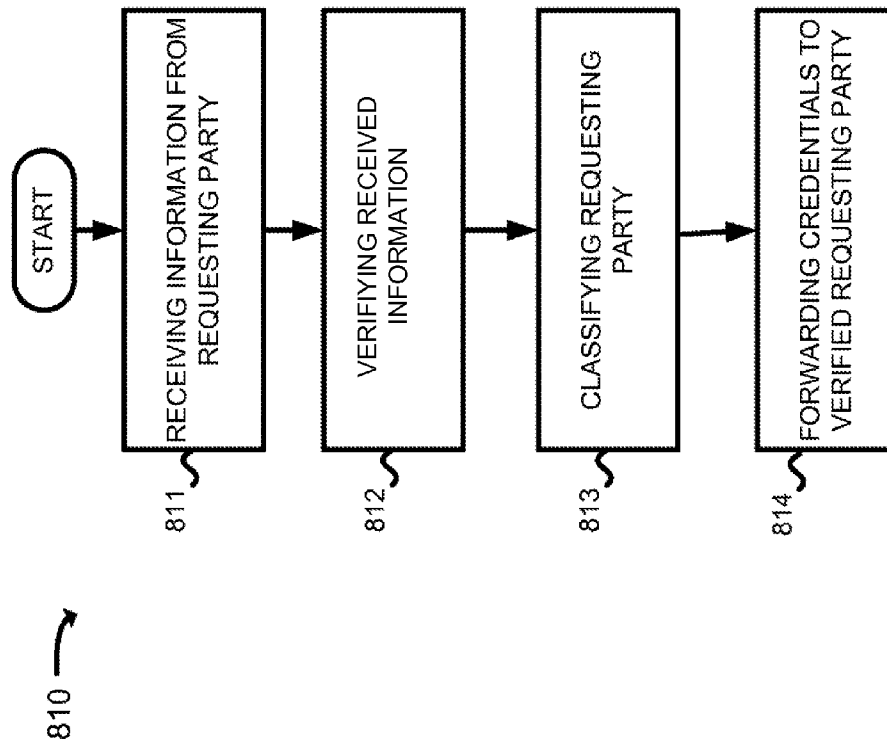 810
START
RECEIVING INFORMATION FROM
REQUESTING PARTY
811
VERIFIYING RECEIVED
INFORMATION
812
CLASSIFYING REQUESTING
PARTY
813
FORWARDING CREDENTIALS TO
VERIFIED REQUESTING PARTY
814